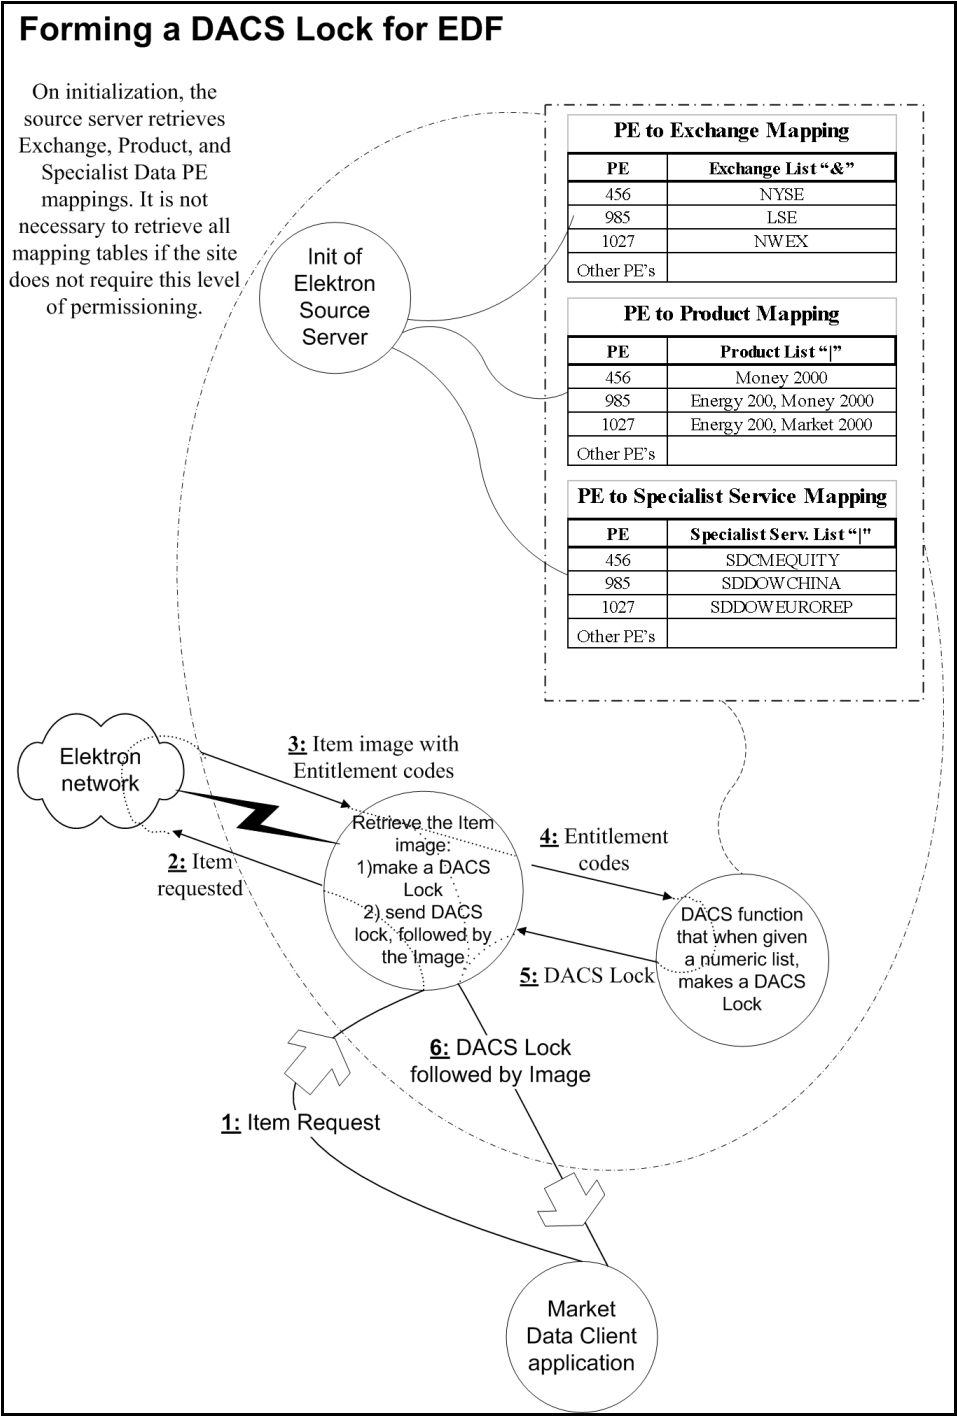 Forming a DACS Lock for EDF
On initialization, the
source server retrieves
Exchange, Product, and
Specialist Data PE
mappings. It is not
necessary to retrieve all
mapping tables if the site
does not require this level
of permissioning.
Init of
Elektron
Source
Server
PE to Exchange Mapping
PE Exchange List “&”
456 NYSE
985 LSE
1027 NWEX
Other PE's
PE to Product Mapping
PE Product List “|”
456 Money 2000
985 Energy 200, Money 2000
1027 Energy 200, Market 2000
Other PE's
PE to Specialist Service Mapping
PE Specialist Serv. List “|"
456 SDCMEQUITY
985 SDDOWCHINA
1027 SDDOWEUROREP
Other PE's
Elektron
network
3: Item image with
Entitlement codes
2: Item
requested
Retrieve the Item
image:
1)make a DACS
Lock
2) send DACS
lock, followed by
the Image
4: Entitlement
codes
DACS function
that when given
a numeric list,
makes a DACS
Lock
5: DACS Lock
6: DACS Lock
followed by Image
1: Item Request
Market
Data Client
application